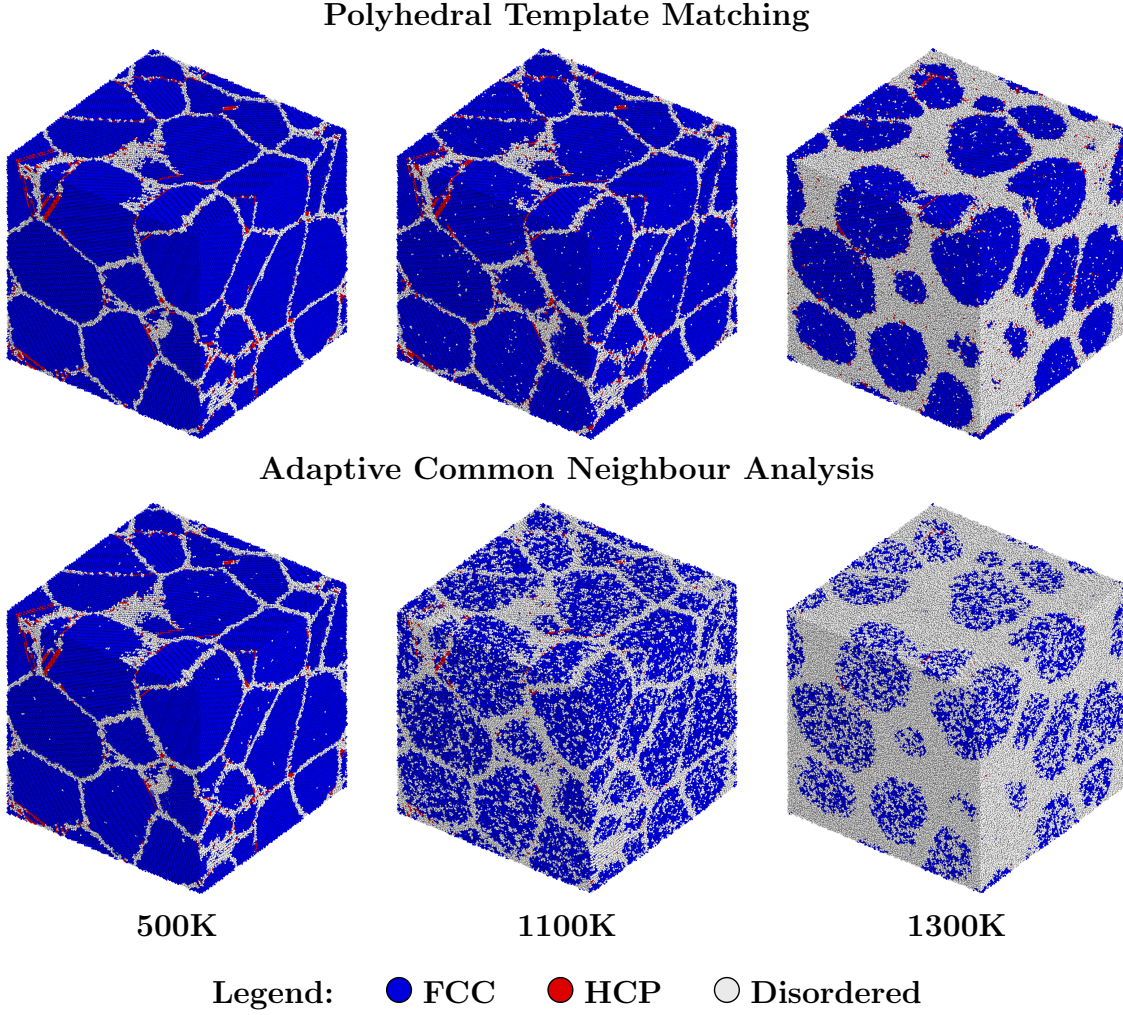 Polyhedral Template Matching
Adaptive Common Neighbour Analysis
500K 1100K 1300K
Legend: FCC HCP Disordered